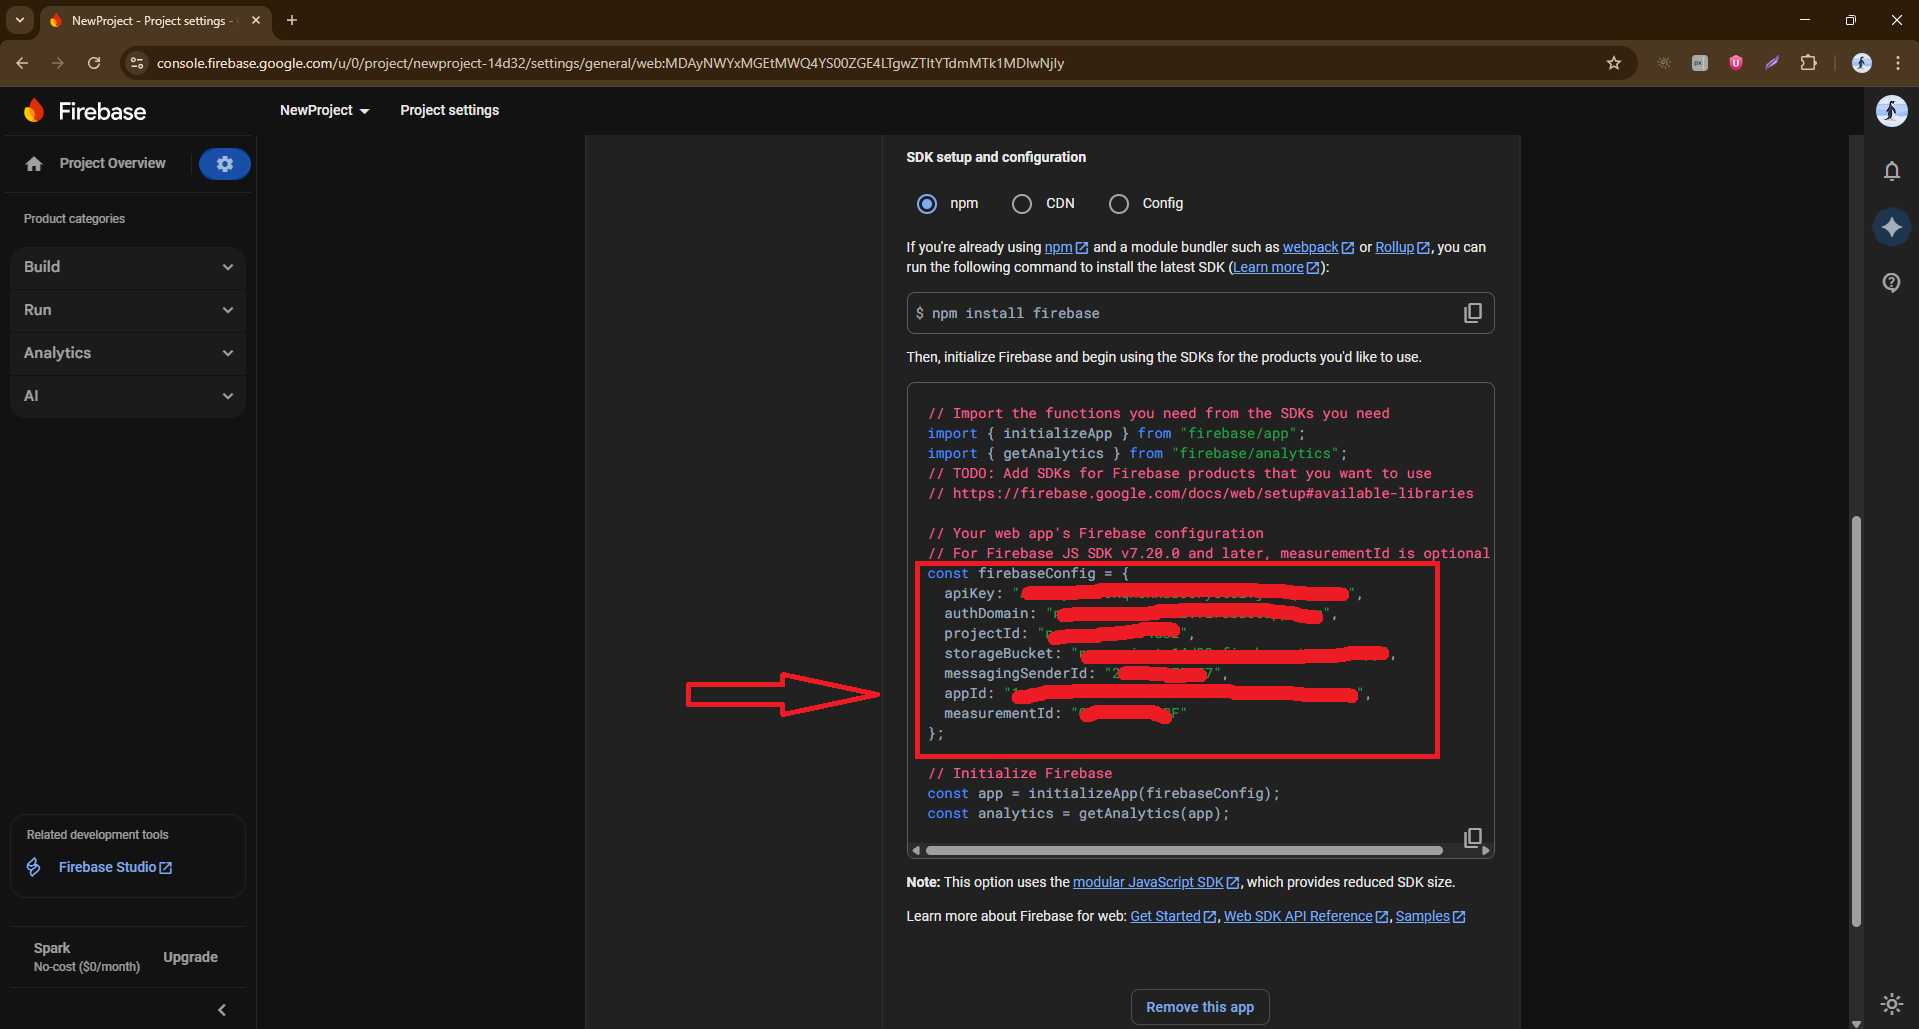 NewProject - Project settings -
console.firebase.google.com/u/0/project/newproject-14d32/settings/general/web:MDAyNWYxMGEtMWQ4YS00ZGE4LTgwZTItYTdmMTk1MDIwNjIy
Firebase
NewProject
Project settings
Project Overview
Product categories
Build
Run
Analytics
AI
Related development tools
Firebase Studio
Spark
No-cost ($0/month)
Upgrade
SDK setup and configuration
npm CDN Config
If you're already using npm and a module bundler such as webpack or Rollup, you can
run the following command to install the latest SDK (Learn more):
$ npm install firebase
Then, initialize Firebase and begin using the SDKs for the products you'd like to use.
// Import the functions you need from the SDKs you need
import { initializeApp } from "firebase/app";
import { getAnalytics } from "firebase/analytics";
// TODO: Add SDKs for Firebase products that you want to use
// https://firebase.google.com/docs/web/setup#available-libraries
// Your web app's Firebase configuration
// For Firebase JS SDK v7.20.0 and later, measurementId is optional
const firebaseConfig = {
apiKey: "",
authDomain: "",
projectId: "",
storageBucket: "",
messagingSenderId: "",
appId: "",
measurementId: ""
};
// Initialize Firebase
const app = initializeApp(firebaseConfig);
const analytics = getAnalytics(app);
Note: This option uses the modular JavaScript SDK, which provides reduced SDK size.
Learn more about Firebase for web: Get Started, Web SDK API Reference, Samples
Remove this app